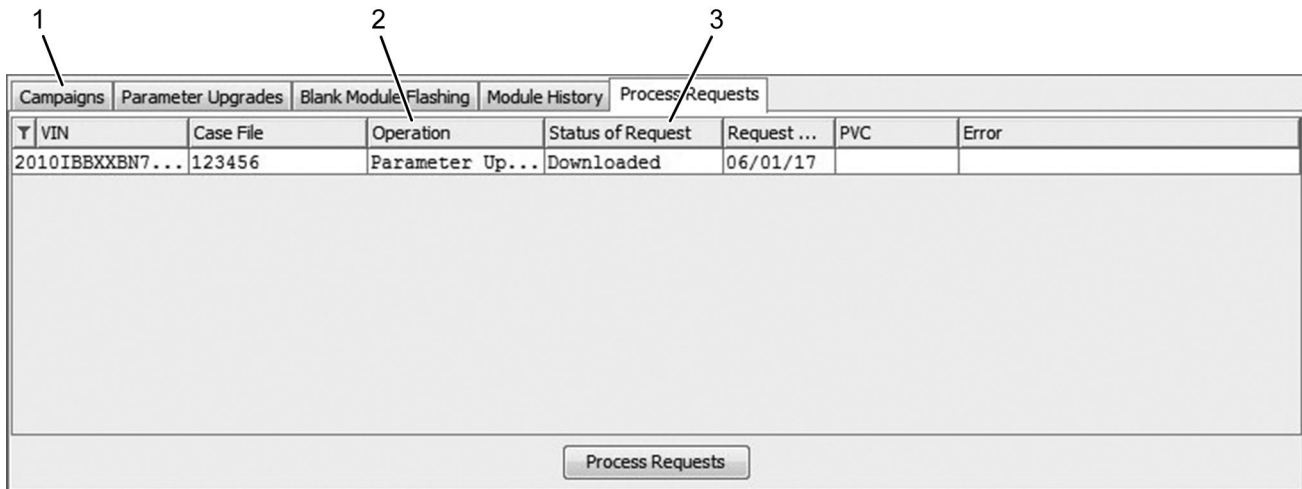 1 2 3
Campaigns Parameter Upgrades Blank Module Flashing Module History Process Requests
VIN Case File Operation Status of Request Request ... PVC Error
2010IBBXXBN7... 123456 Parameter Up... Downloaded 06/01/17
Process Requests